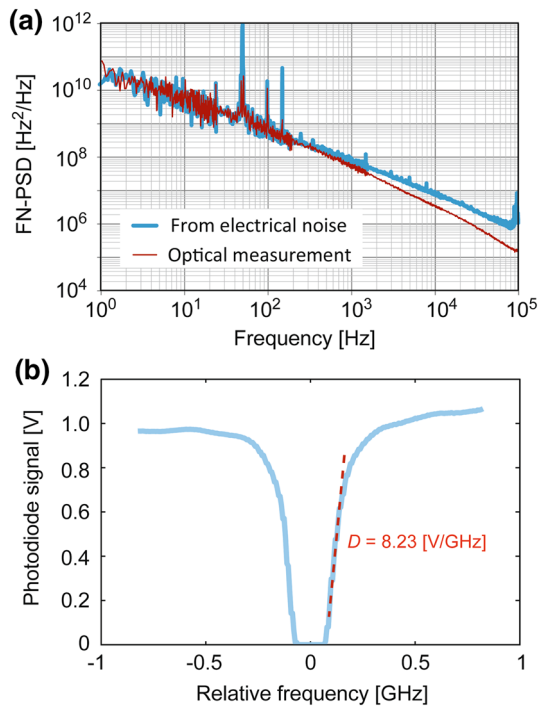 (a)
10¹²
10¹⁰
10⁸
10⁶
10⁴
FN-PSD [Hz²/Hz]
From electrical noise
Optical measurement
10⁰ 10¹ 10² 10³ 10⁴ 10⁵
Frequency [Hz]
(b)
1.2
1.0
0.8
0.6
0.4
0.2
0
Photodiode signal [V]
D = 8.23 [V/GHz]
-1 -0.5 0 0.5 1
Relative frequency [GHz]